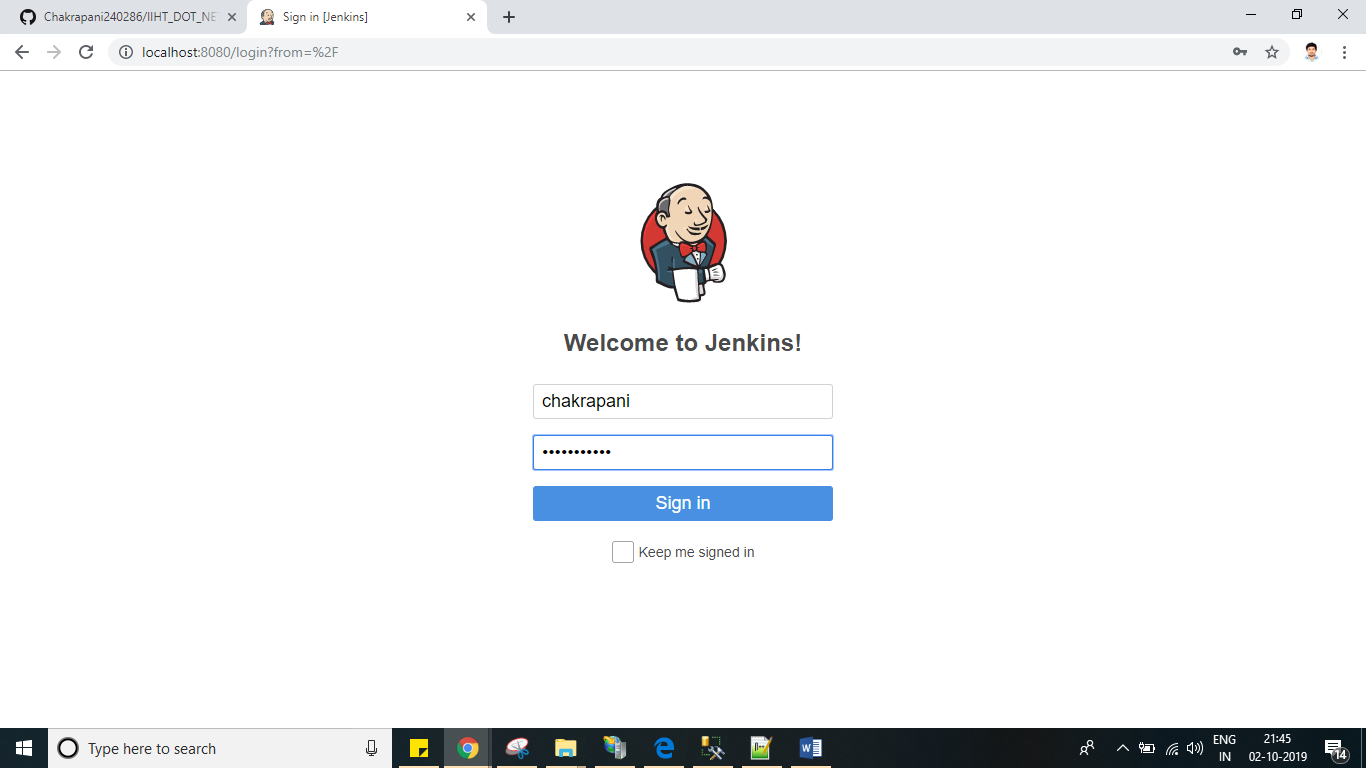 Chakrapani240286/IIHT_DOT_NE
Sign in [Jenkins]
localhost:8080/login?from=%2F
Welcome to Jenkins!
chakrapani
•••••••••••
Sign in
Keep me signed in
Type here to search
ENG
IN
21:45
02-10-2019
14